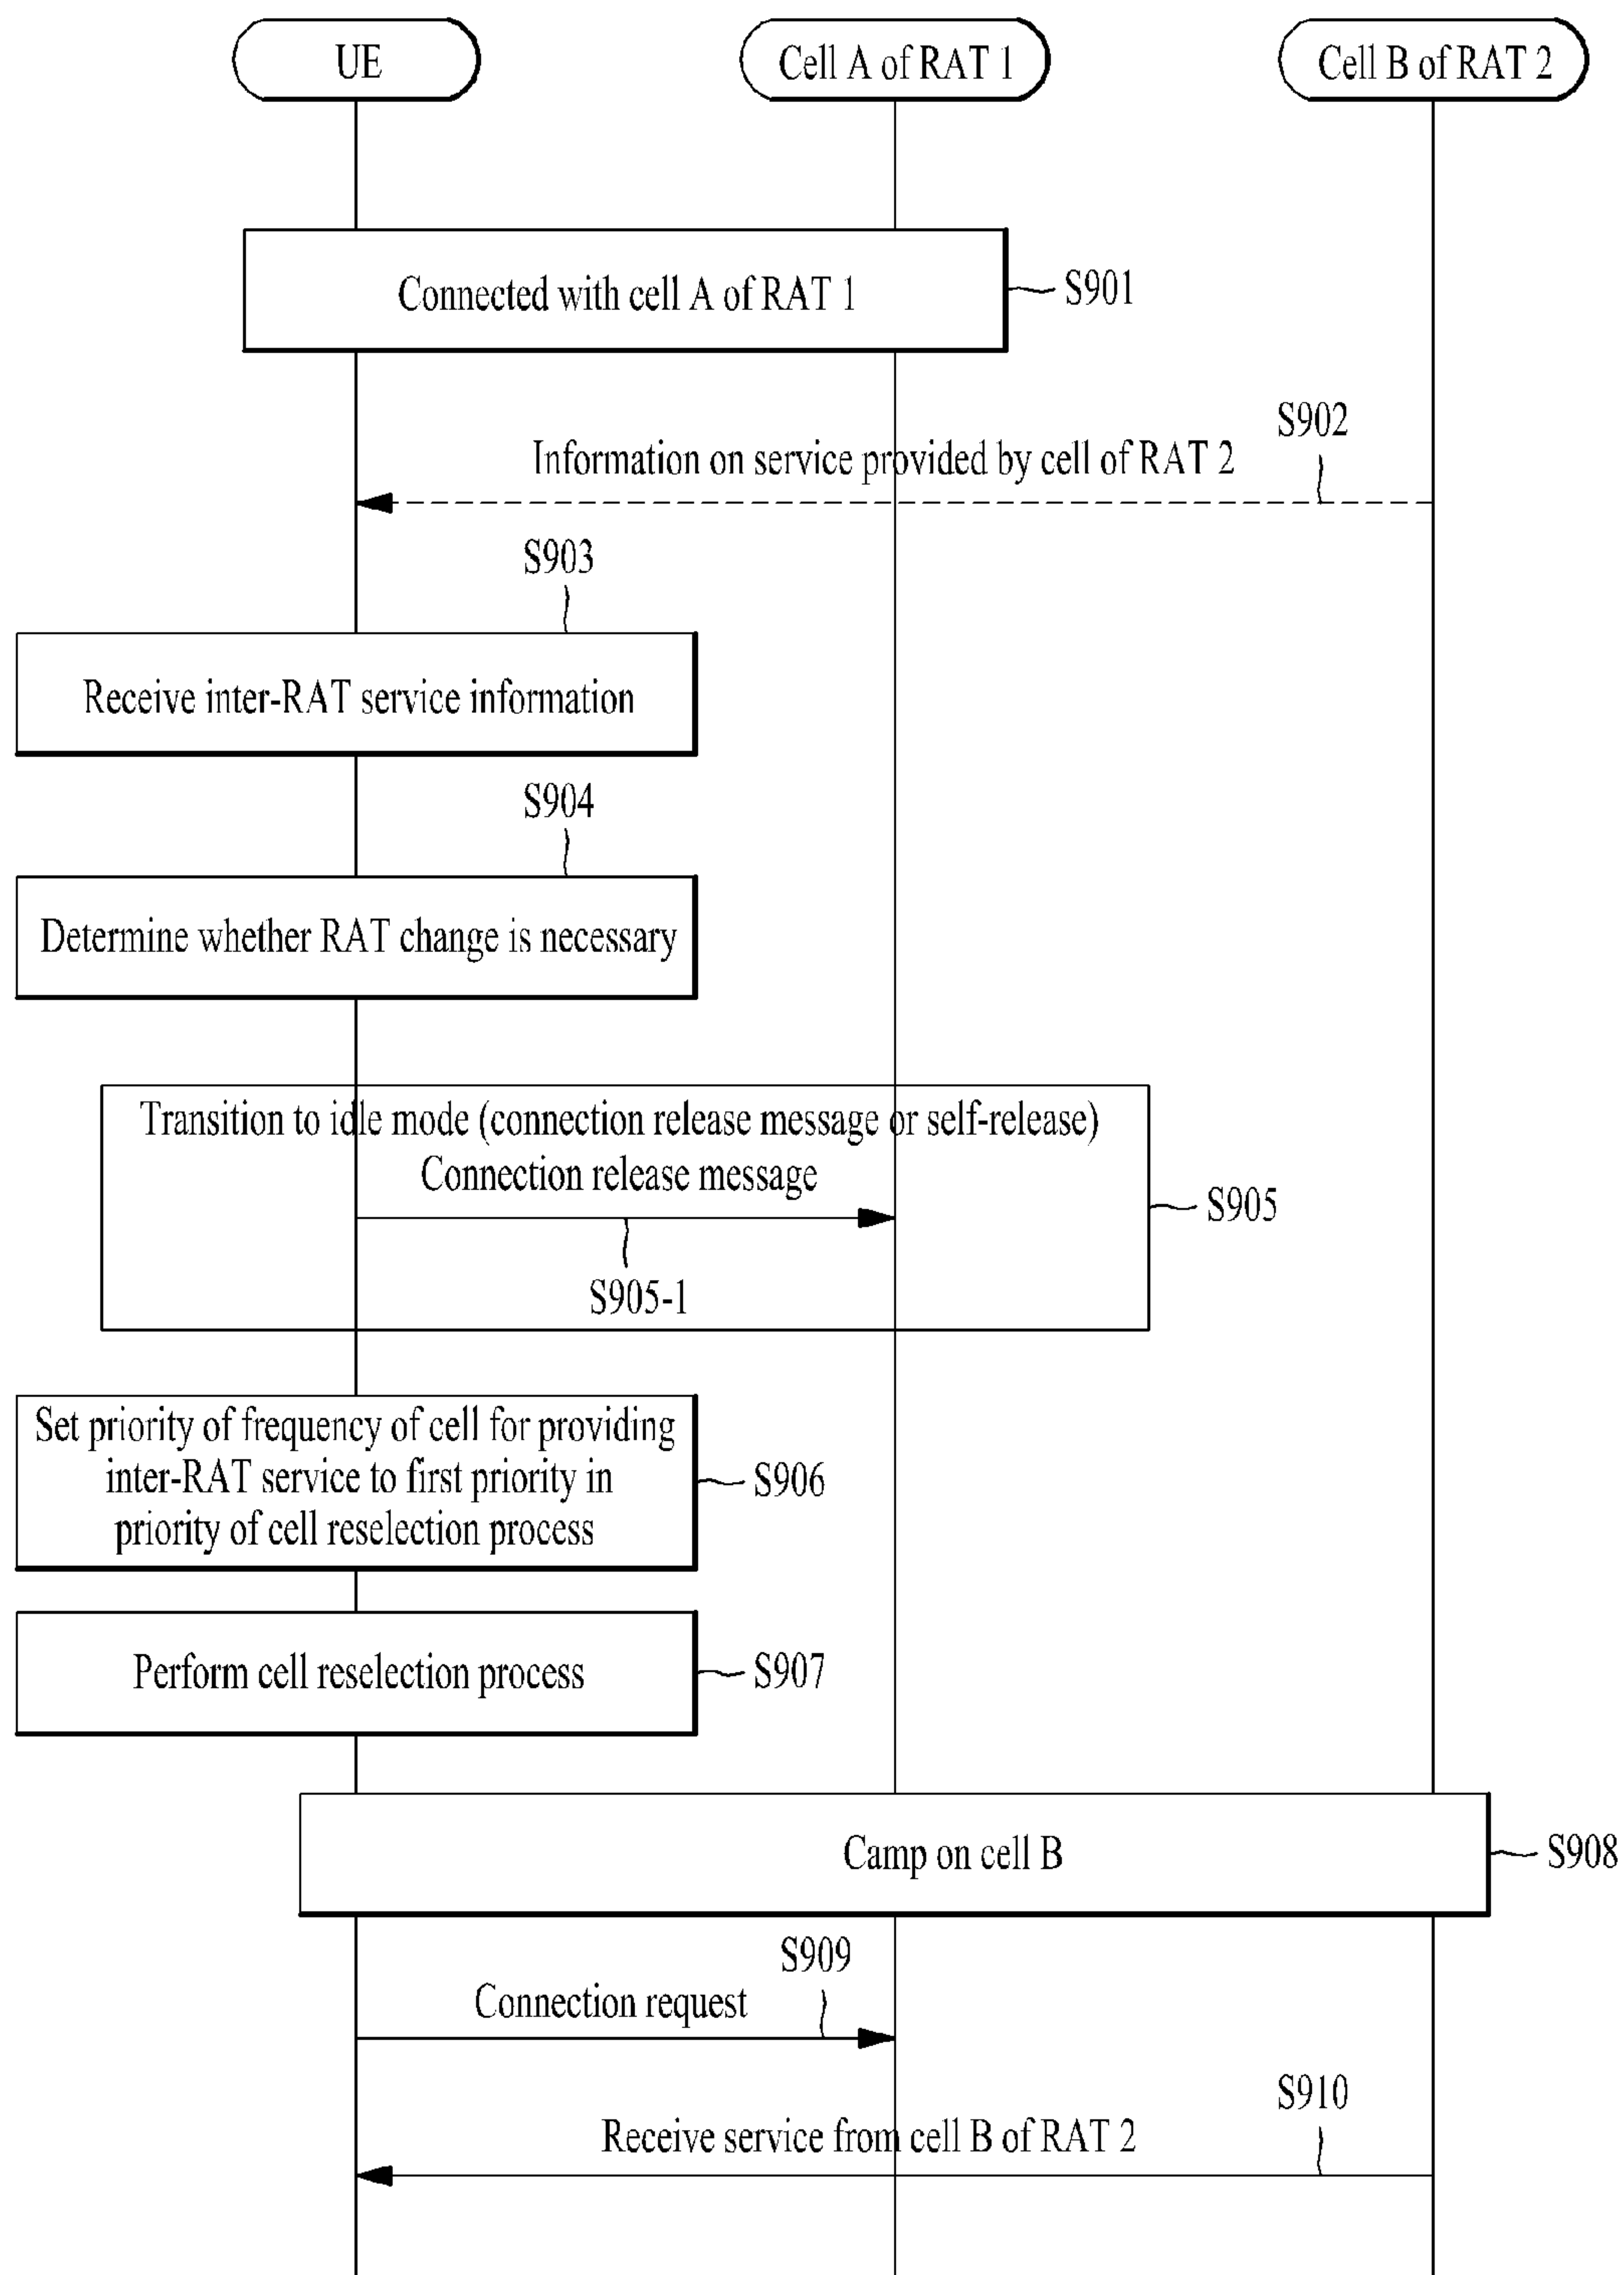 UE
Cell A of RAT 1
Cell B of RAT 2
Connected with cell A of RAT 1
S901
S902
Information on service provided by cell of RAT 2
S903
Receive inter-RAT service information
S904
Determine whether RAT change is necessary
Transition to idle mode (connection release message or self-release)
Connection release message
S905
S905-1
Set priority of frequency of cell for providing
inter-RAT service to first priority in
priority of cell reselection process
S906
Perform cell reselection process
S907
Camp on cell B
S908
S909
Connection request
S910
Receive service from cell B of RAT 2